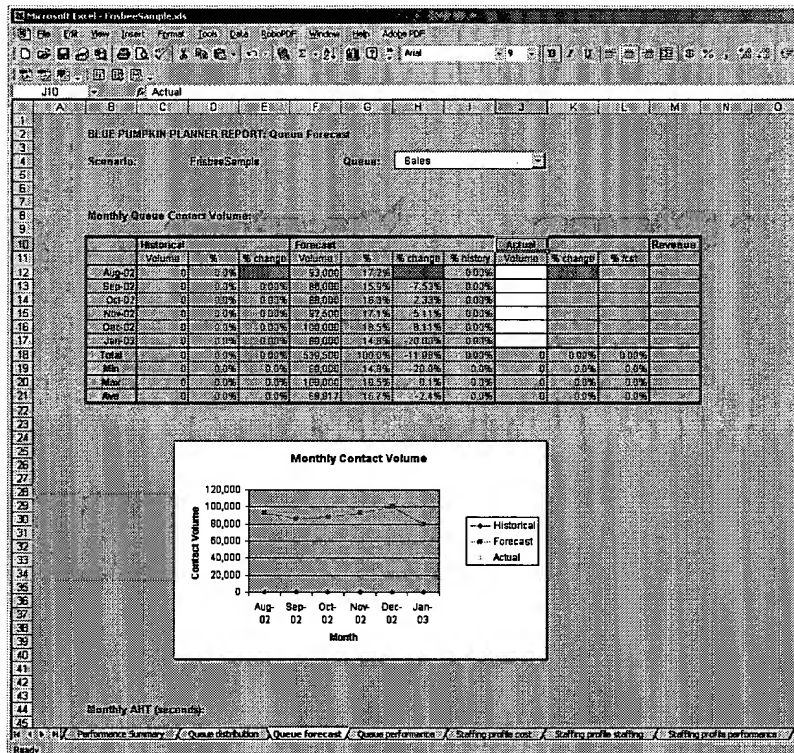 Microsoft Excel - FrisbeeSample.xls
File Edit View Insert Format Tools Data RoboPDF Window Help Adobe PDF
Arial 9 B I U $ %
J10 fx Actual
A B C D E F G H I J K L M N O
BLUE PUMPKIN PLANNER REPORT: Queue Forecast
Scenario: FrisbeeSample Queue: Sales
Monthly Queue Contact Volume:
Historical Forecast Actual Revenue
Volume % % change Volume % % change % history Volume % change % fcst
Aug-02 0 0.0% 93,000 17.2% 0.00%
Sep-02 0 0.0% 0.00% 86,000 15.9% -7.53% 0.00%
Oct-02 0 0.0% 0.00% 88,000 2.33% 0.00%
Nov-02 0 0.0% 0.00% 92,500 17.1% 5.11% 0.00%
Dec-02 0 0.0% 0.00% 100,000 18.5% 8.11% 0.00%
Jan-03 0 0.0% 0.00% 80,000 14.8% -20.00% 0.00%
Total 0 0.0% 0.00% 539,500 100.0% 0.00% 0 0.00% 0.00%
Min 0 0.0% 0.0% 80,000 14.8% -20.0% 0.0% 0 0.0% 0.0%
Max 0 0.0% 0.0% 100,000 18.5% 8.1% 0.0% 0 0.0% 0.0%
Ave 0 0.0% 0.0% 16.7% -2.4% 0.0% 0 0.0% 0.0%
Monthly Contact Volume
120,000
100,000
80,000
60,000
40,000
20,000
0
Contact Volume
Aug-02 Sep-02 Oct-02 Nov-02 Dec-02 Jan-03
Month
Historical
Forecast
Actual
Monthly AHT (seconds):
Performance Summary Queue distribution Queue forecast Queue performance Staffing profile cost Staffing profile staffing Staffing profile performance
Ready